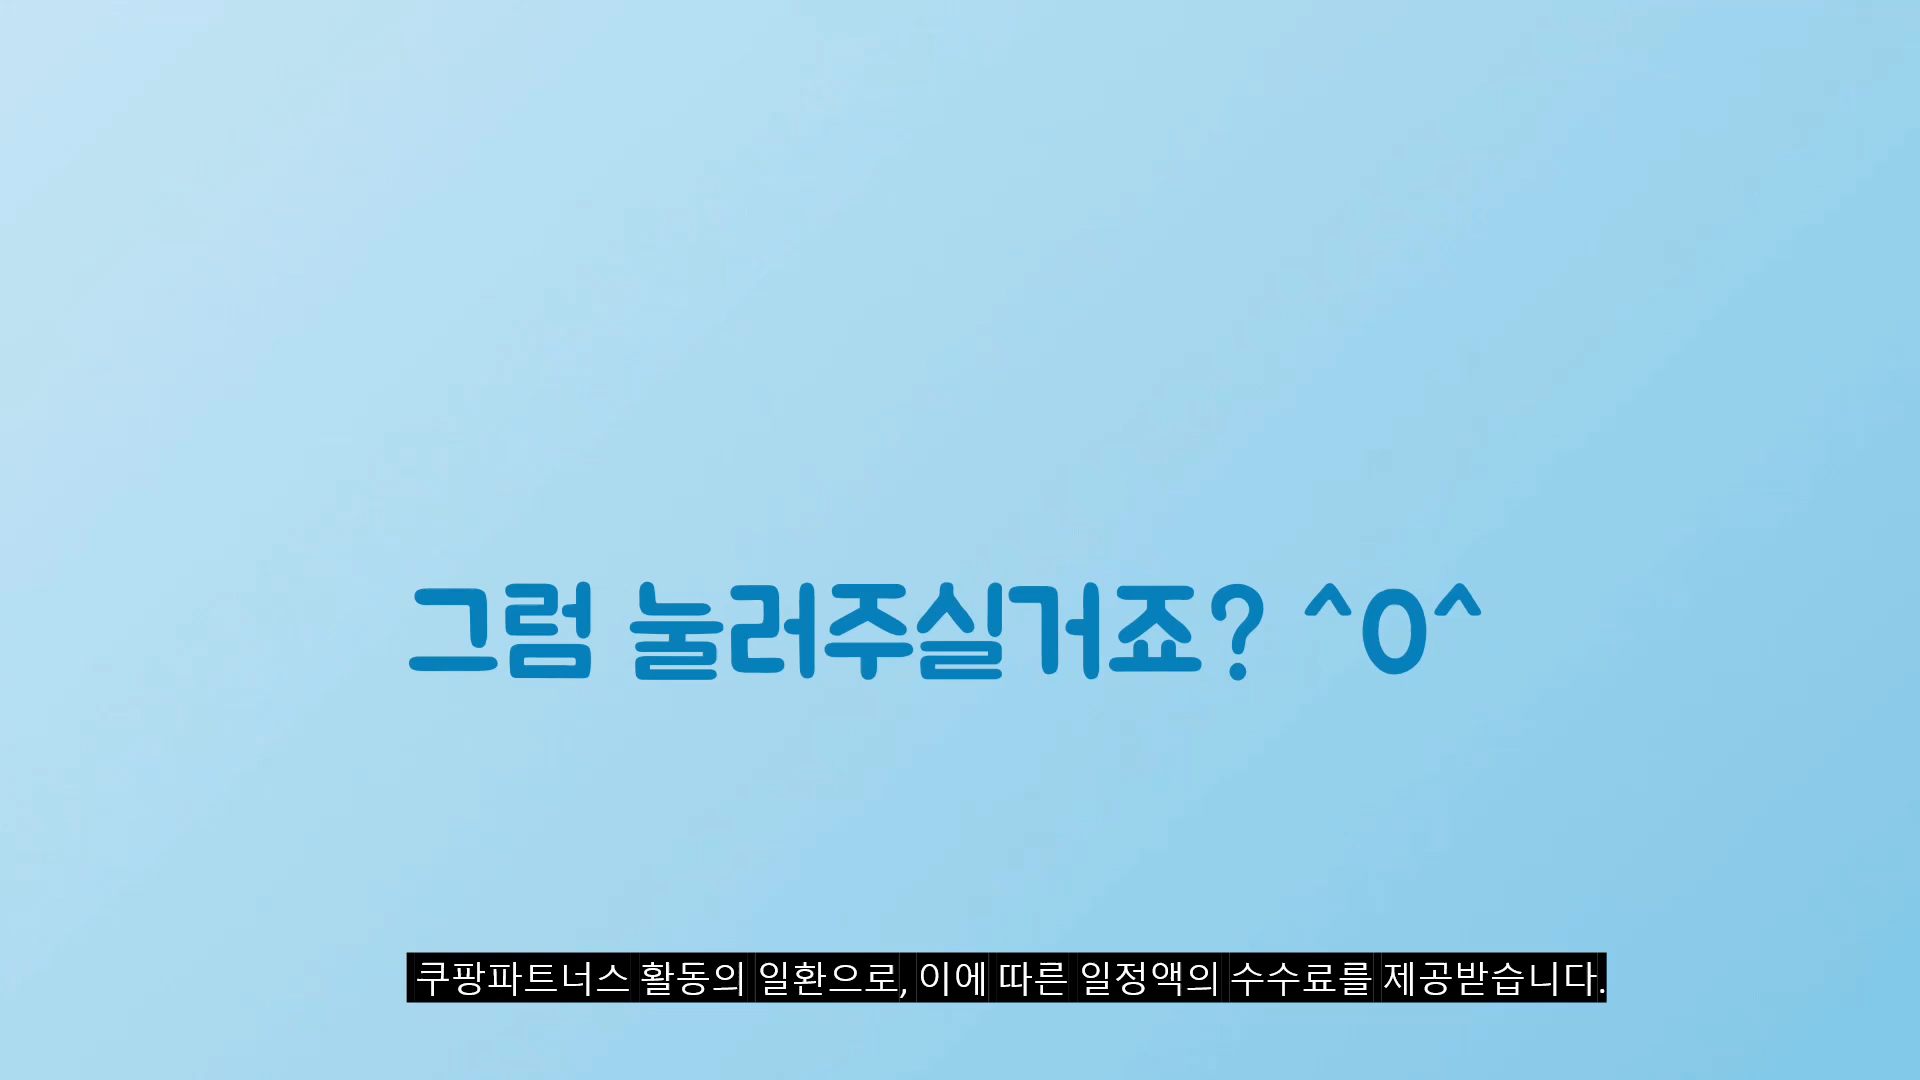 그럼 눌러주실거죠? ^0^
쿠팡파트너스 활동의 일환으로, 이에 따른 일정액의 수수료를 제공받습니다.